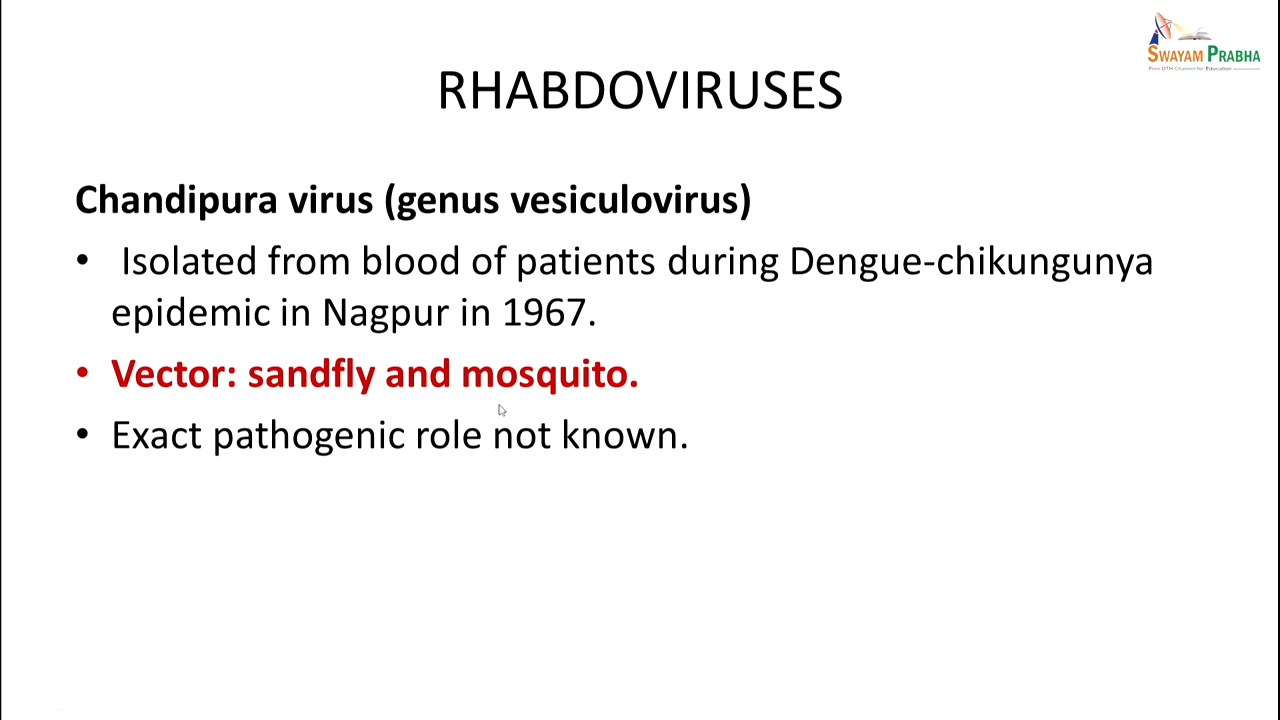 SWAYAM PRABHA
Free DTH Channel for Education
RHABDOVIRUSES
Chandipura virus (genus vesiculovirus)
• Isolated from blood of patients during Dengue-chikungunya
epidemic in Nagpur in 1967.
• Vector: sandfly and mosquito.
• Exact pathogenic role not known.